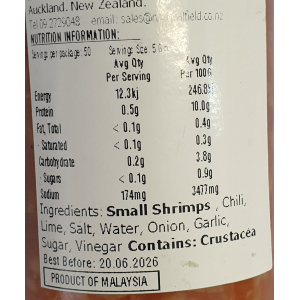 Auckland, New Zealand.
Tel 09 2729048 email: sales@
NUTRITION INFORMATION:
Servings per package: 50 Serving Size: 5
Avg Qty Avg Qty
Per Serving Per 100G
Energy 12.3kj 246.8
Protein 0.5g 10.0g
Fat, Total < 0.1g 0.4g
- Saturated < 0.1g 0.3g
Carbohydrate 0.2g 3.8g
- Sugars < 0.1g 0.9g
Sodium 174mg 3477mg
Ingredients: Small Shrimps , Chili,
Lime, Salt, Water, Onion, Garlic,
Sugar, Vinegar Contains: Crustacea
Best Before: 20.06.2026
PRODUCT OF MALAYSIA